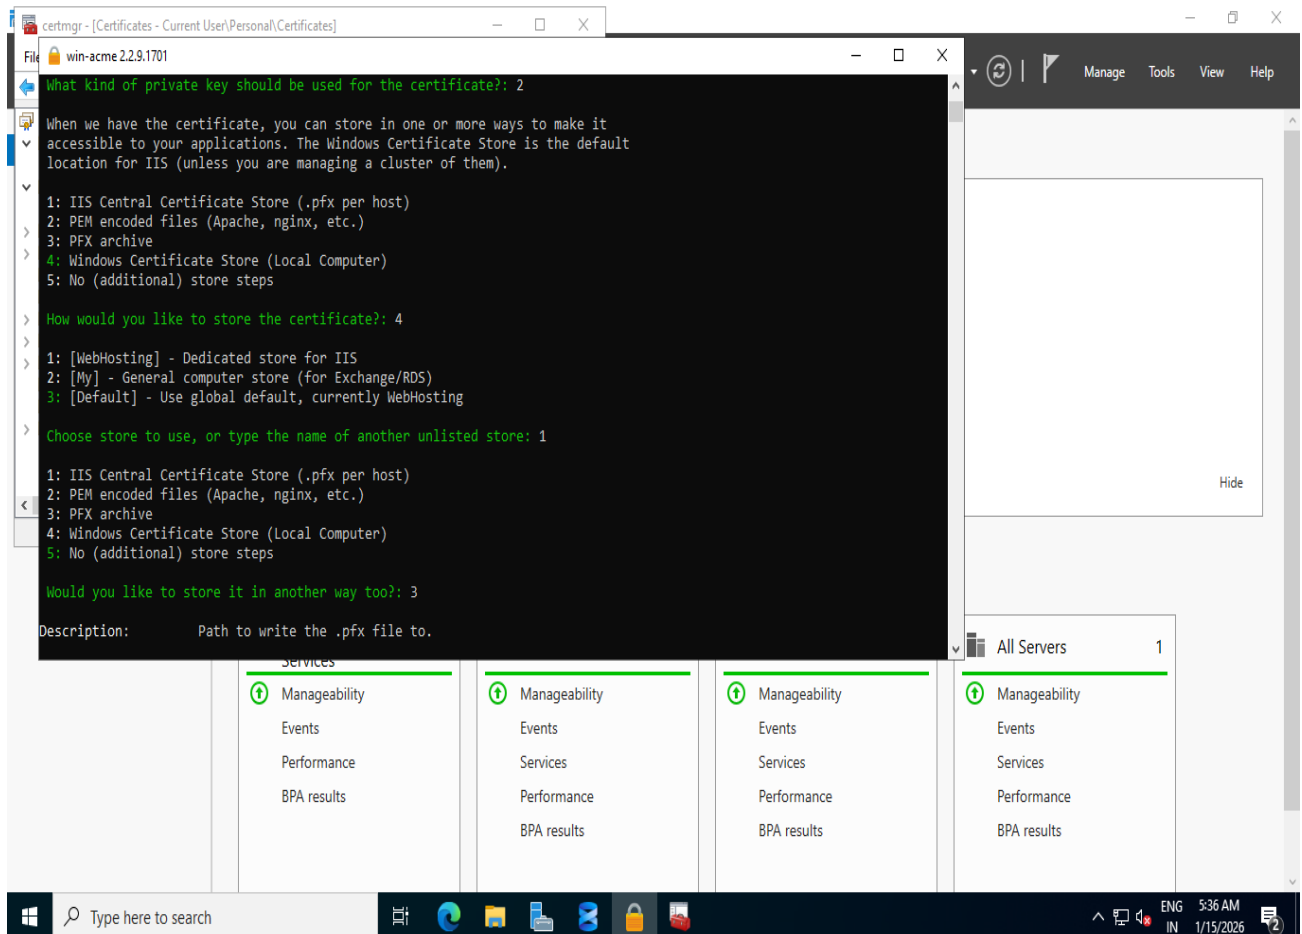 certmgr - [Certificates - Current User\Personal\Certificates]
win-acme 2.2.9.1701
Manage Tools View Help
What kind of private key should be used for the certificate?: 2
When we have the certificate, you can store in one or more ways to make it
accessible to your applications. The Windows Certificate Store is the default
location for IIS (unless you are managing a cluster of them).
1: IIS Central Certificate Store (.pfx per host)
2: PEM encoded files (Apache, nginx, etc.)
3: PFX archive
4: Windows Certificate Store (Local Computer)
5: No (additional) store steps
How would you like to store the certificate?: 4
1: [WebHosting] - Dedicated store for IIS
2: [My] - General computer store (for Exchange/RDS)
3: [Default] - Use global default, currently WebHosting
Choose store to use, or type the name of another unlisted store: 1
1: IIS Central Certificate Store (.pfx per host)
2: PEM encoded files (Apache, nginx, etc.)
3: PFX archive
4: Windows Certificate Store (Local Computer)
5: No (additional) store steps
Would you like to store it in another way too?: 3
Description: Path to write the .pfx file to.
Hide
Services
Manageability
Events
Performance
BPA results
Manageability
Events
Services
Performance
BPA results
Manageability
Events
Services
Performance
BPA results
All Servers 1
Manageability
Events
Services
Performance
BPA results
Type here to search
ENG
IN
5:36 AM
1/15/2026
2